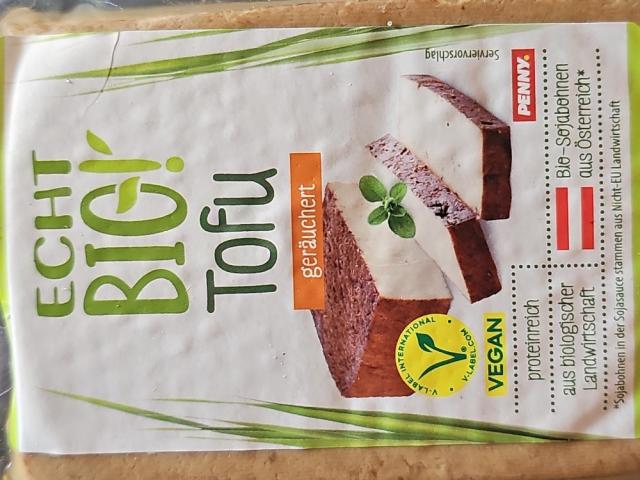 ECHT
BIO!
Tofu
geräuchert
Serviervorschlag
PENNY.
V-LABEL INTERNATIONAL
V-LABEL.COM
VEGAN
proteinreich
aus biologischer
Landwirtschaft
Bio-Sojabohnen
aus Österreich*
*Sojabohnen in der Sojasauce stammen aus Nicht-EU Landwirtschaft